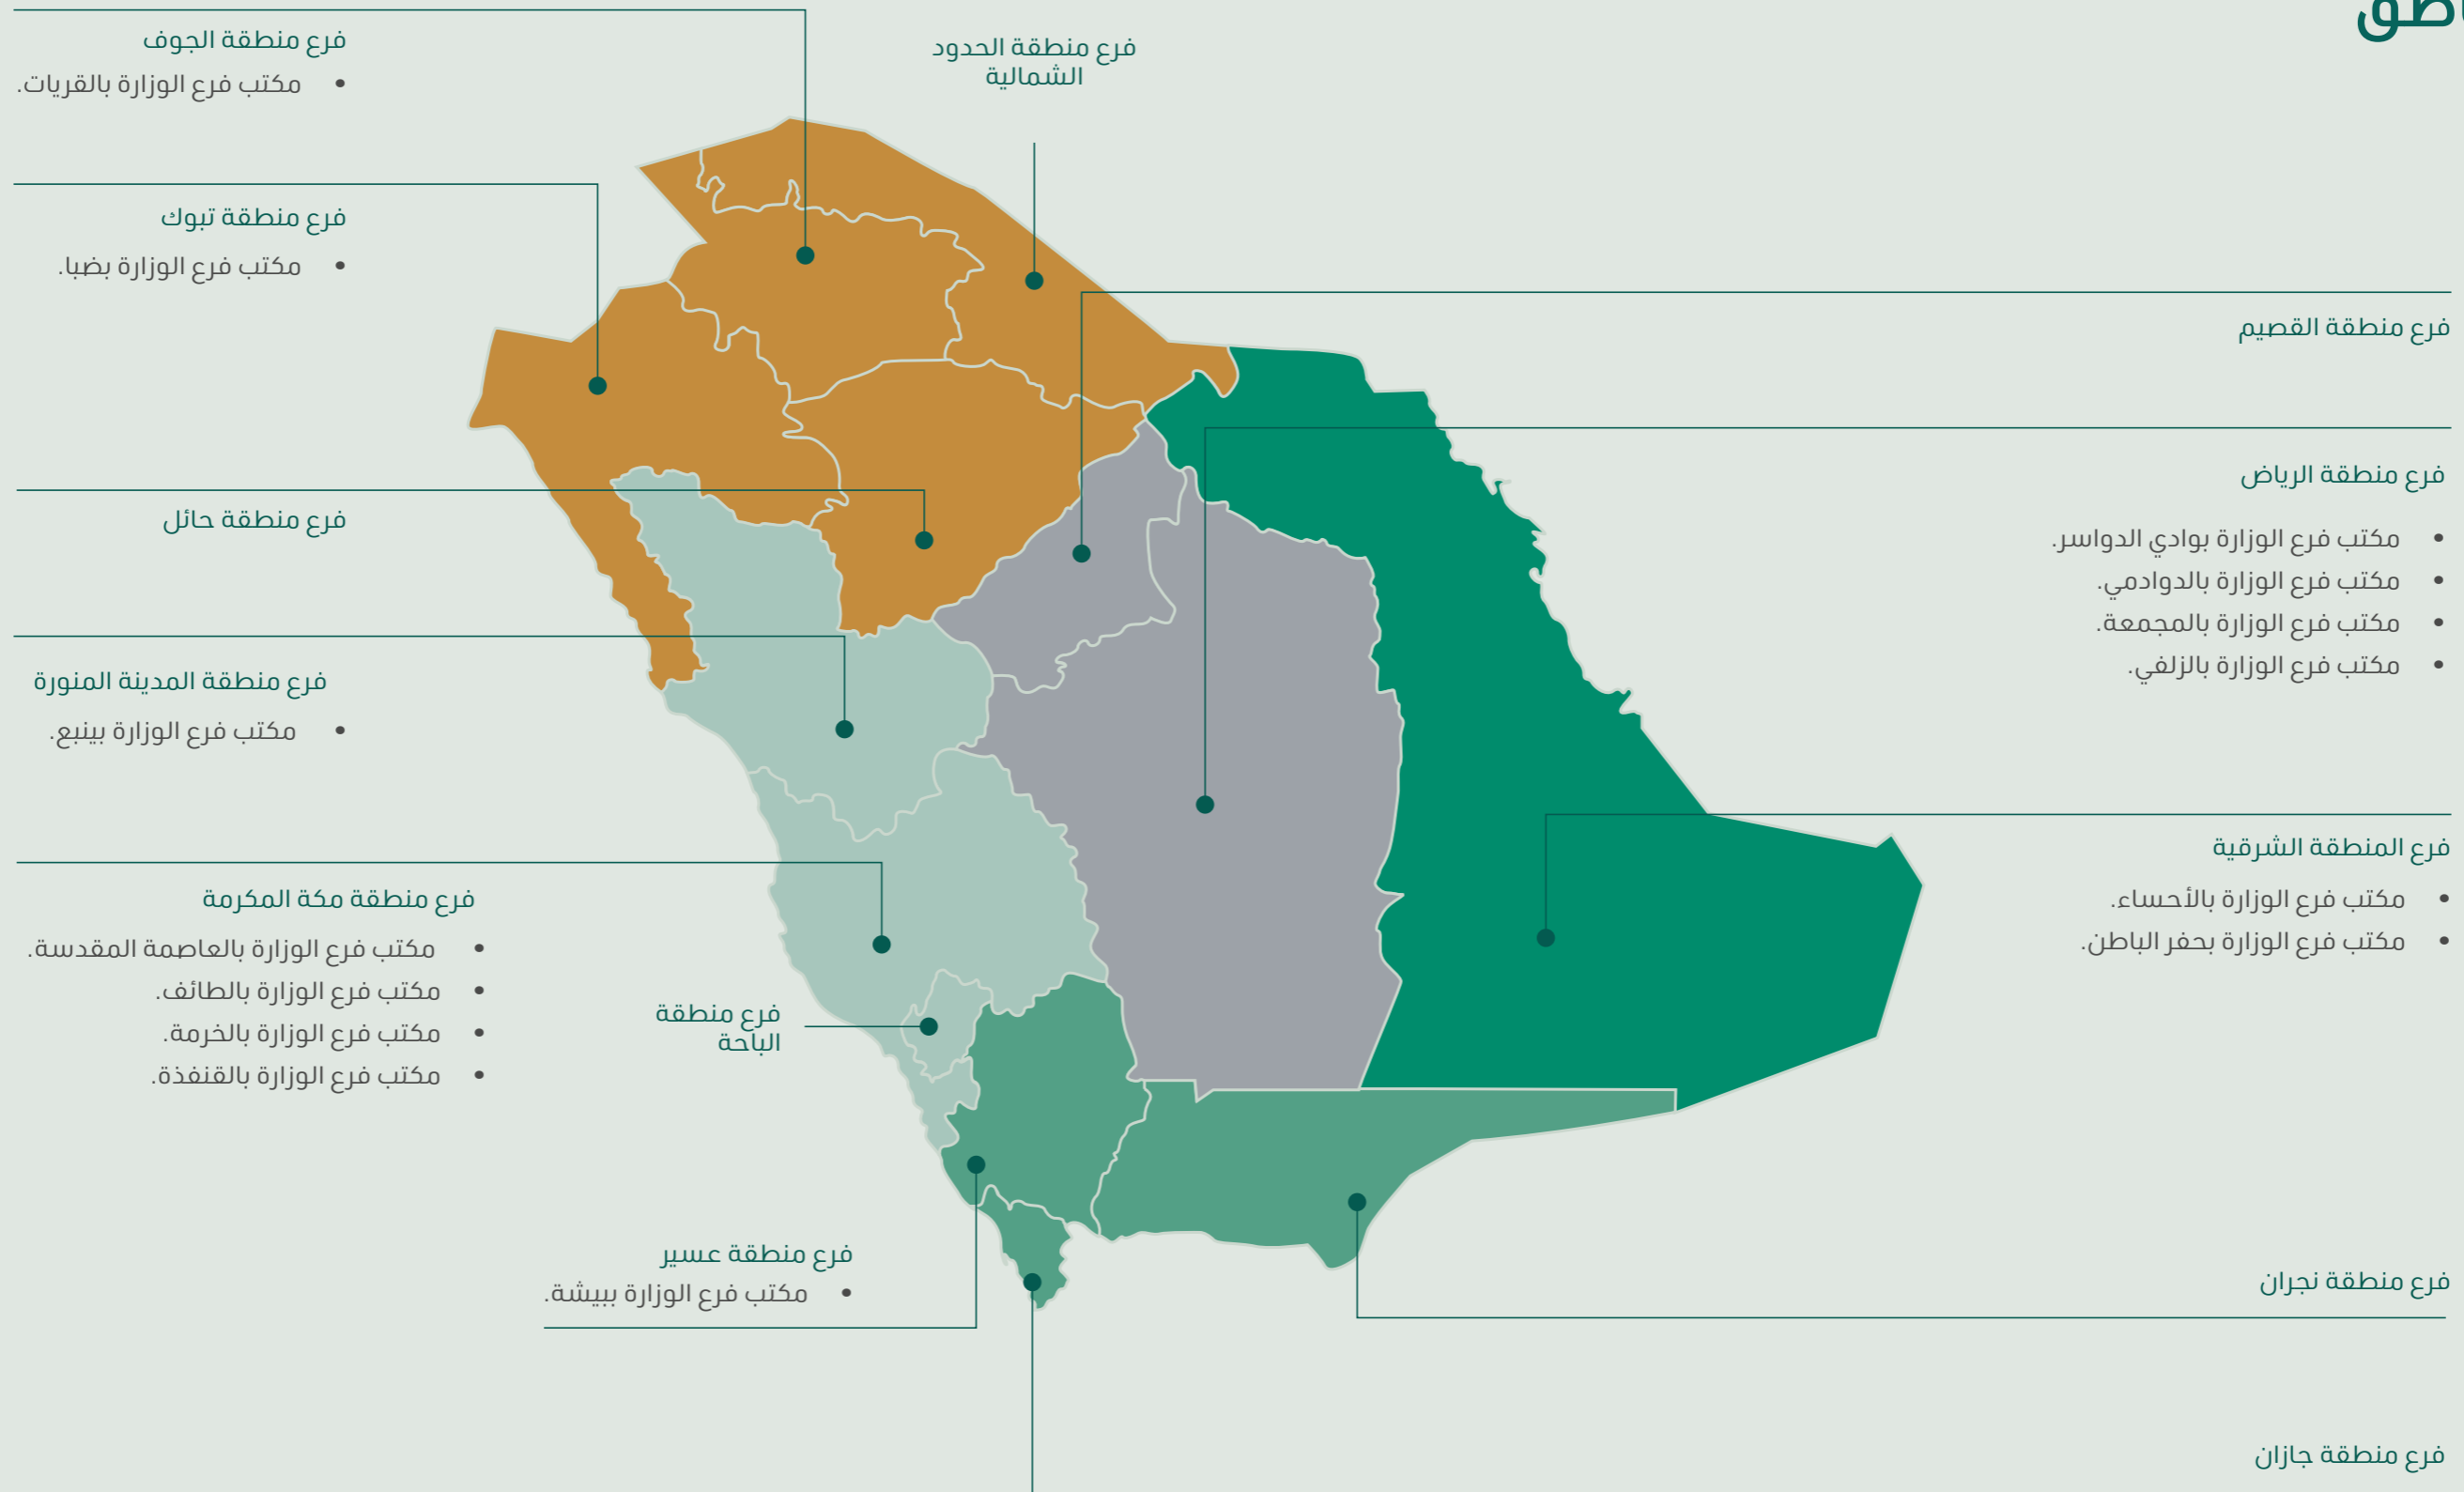 فرع منطقة الحدود
الشمالية
فرع منطقة القصيم
فرع منطقة الرياض
• مكتب فرع الوزارة بوادي الدواسر.
• مكتب فرع الوزارة بالدوادمي.
• مكتب فرع الوزارة بالمجمعة.
• مكتب فرع الوزارة بالزلفي.
فرع المنطقة الشرقية
• مكتب فرع الوزارة بالأحساء.
• مكتب فرع الوزارة بحفر الباطن.
فرع منطقة نجران
فرع منطقة جازان
فرع منطقة الجوف
• مكتب فرع الوزارة بالقريات.
فرع منطقة تبوك
• مكتب فرع الوزارة بضبا.
فرع منطقة حائل
فرع منطقة المدينة المنورة
• مكتب فرع الوزارة بينبع.
فرع منطقة مكة المكرمة
• مكتب فرع الوزارة بالعاصمة المقدسة.
• مكتب فرع الوزارة بالطائف.
• مكتب فرع الوزارة بالخرمة.
• مكتب فرع الوزارة بالقنفذة.
فرع منطقة
الباحة
فرع منطقة عسير
• مكتب فرع الوزارة ببيشة.